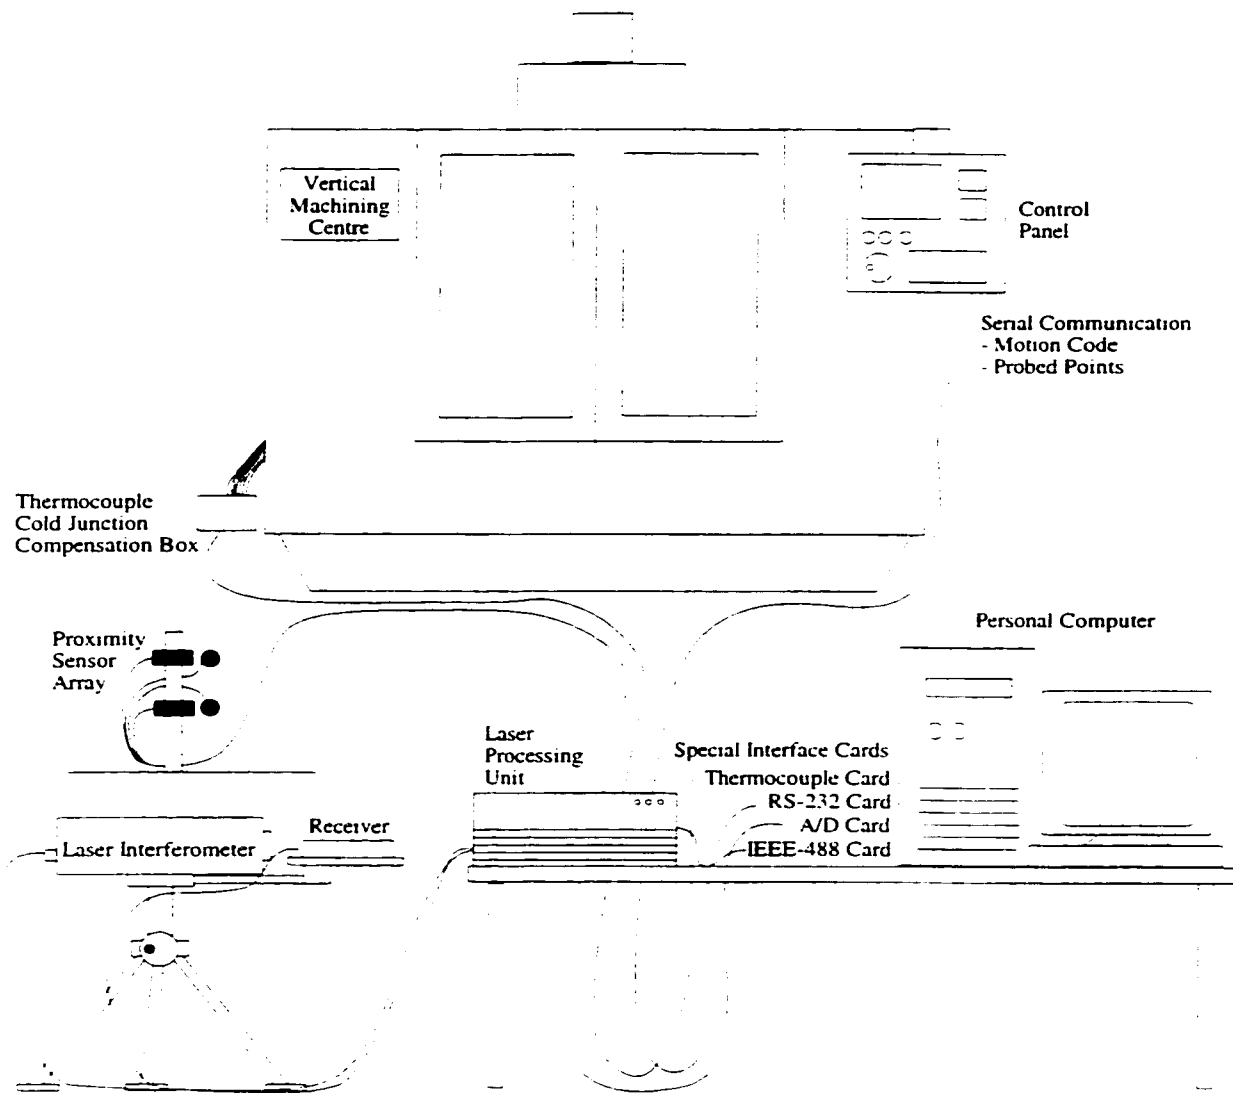 Vertical
Machining
Centre
Control
Panel
Serial Communication
- Motion Code
- Probed Points
Thermocouple
Cold Junction
Compensation Box
Proximity
Sensor
Array
Personal Computer
Laser
Processing
Unit
Special Interface Cards
Thermocouple Card
RS-232 Card
A/D Card
IEEE-488 Card
Receiver
Laser Interferometer